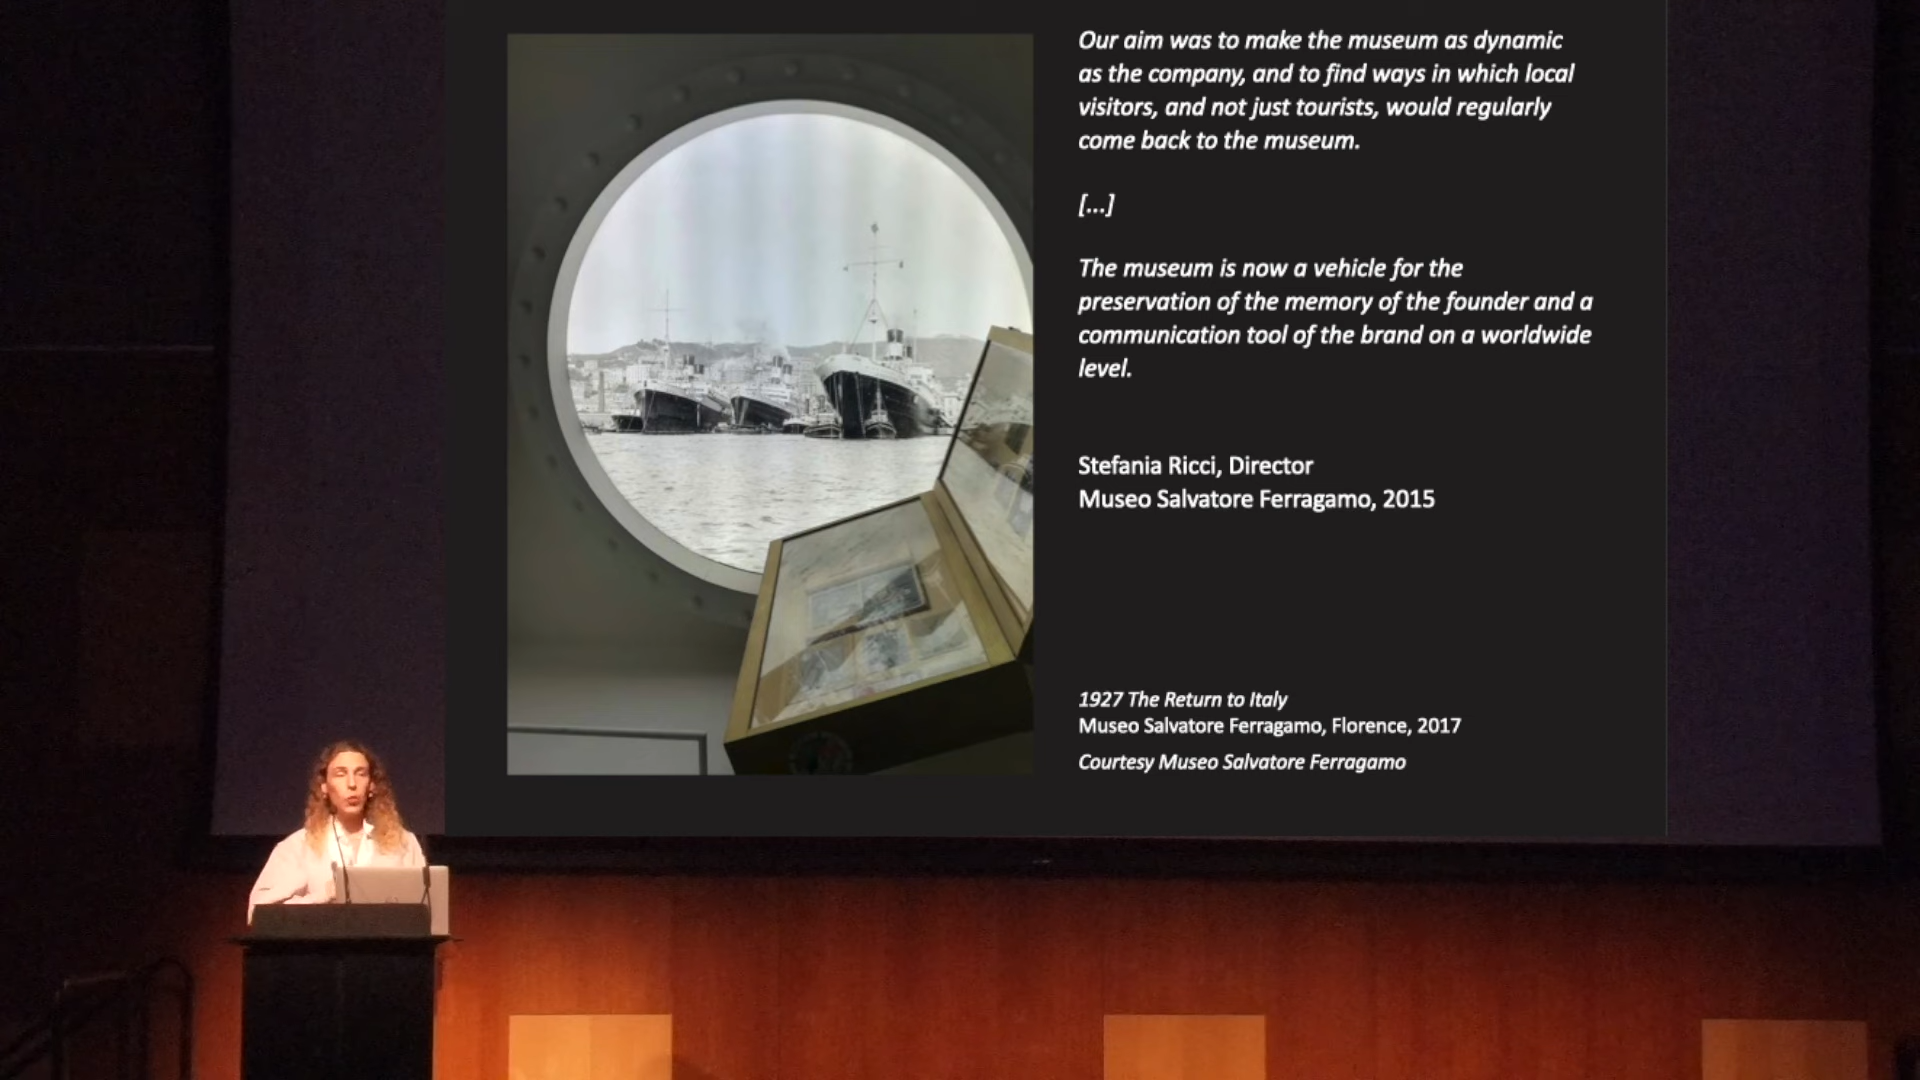 Our aim was to make the museum as dynamic
as the company, and to find ways in which local
visitors, and not just tourists, would regularly
come back to the museum.
[...]
The museum is now a vehicle for the
preservation of the memory of the founder and a
communication tool of the brand on a worldwide
level.
Stefania Ricci, Director
Museo Salvatore Ferragamo, 2015
1927 The Return to Italy
Museo Salvatore Ferragamo, Florence, 2017
Courtesy Museo Salvatore Ferragamo